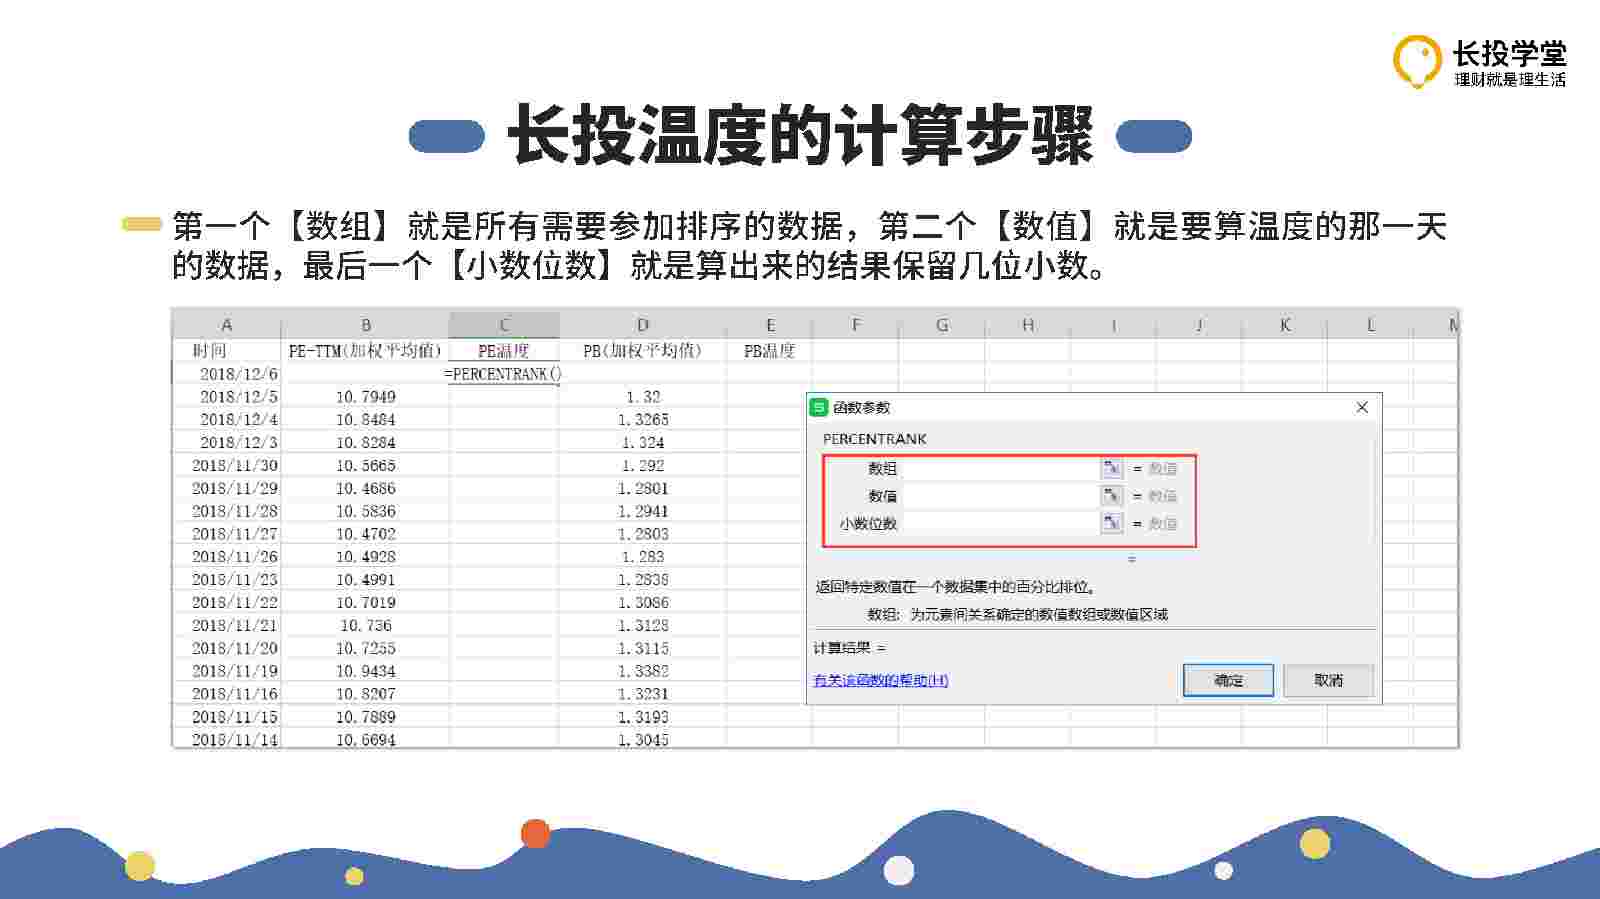 长投学堂
理财就是理生活
长投温度的计算步骤
第一个【数组】就是所有需要参加排序的数据，第二个【数值】就是要算温度的那一天
的数据，最后一个【小数位数】就是算出来的结果保留几位小数。
A B C D E F G H I J K L M
时间 PE-TTM(加权平均值) PE温度 PB(加权平均值) PB温度
2018/12/6 =PERCENTRANK()
2018/12/5 10.7949 1.32
2018/12/4 10.8484 1.3265
2018/12/3 10.8284 1.324
2018/11/30 10.5665 1.292
2018/11/29 10.4686 1.2801
2018/11/28 10.5836 1.2941
2018/11/27 10.4702 1.2803
2018/11/26 10.4928 1.283
2018/11/23 10.4991 1.2838
2018/11/22 10.7019 1.3086
2018/11/21 10.736 1.3128
2018/11/20 10.7255 1.3115
2018/11/19 10.9434 1.3382
2018/11/16 10.8207 1.3231
2018/11/15 10.7889 1.3193
2018/11/14 10.6694 1.3045
S 函数参数 ×
PERCENTRANK
数组 = 数值
数值 = 数值
小数位数 = 数值
=
返回特定数值在一个数据集中的百分比排位。
数组: 为元素间关系确定的数值数组或数值区域
计算结果 =
有关该函数的帮助(H) 确定 取消